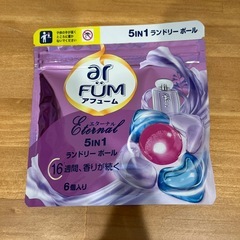 5IN1 ランドリー ボール
ar
FÜM
アフューム
エターナル
Eternal
5IN1
ランドリー ボール
16週間、香りが続く
6個入り